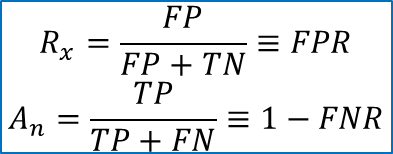 R_x = FP / (FP + TN) ≡ FPR
A_n = TP / (TP + FN) ≡ 1 − FNR